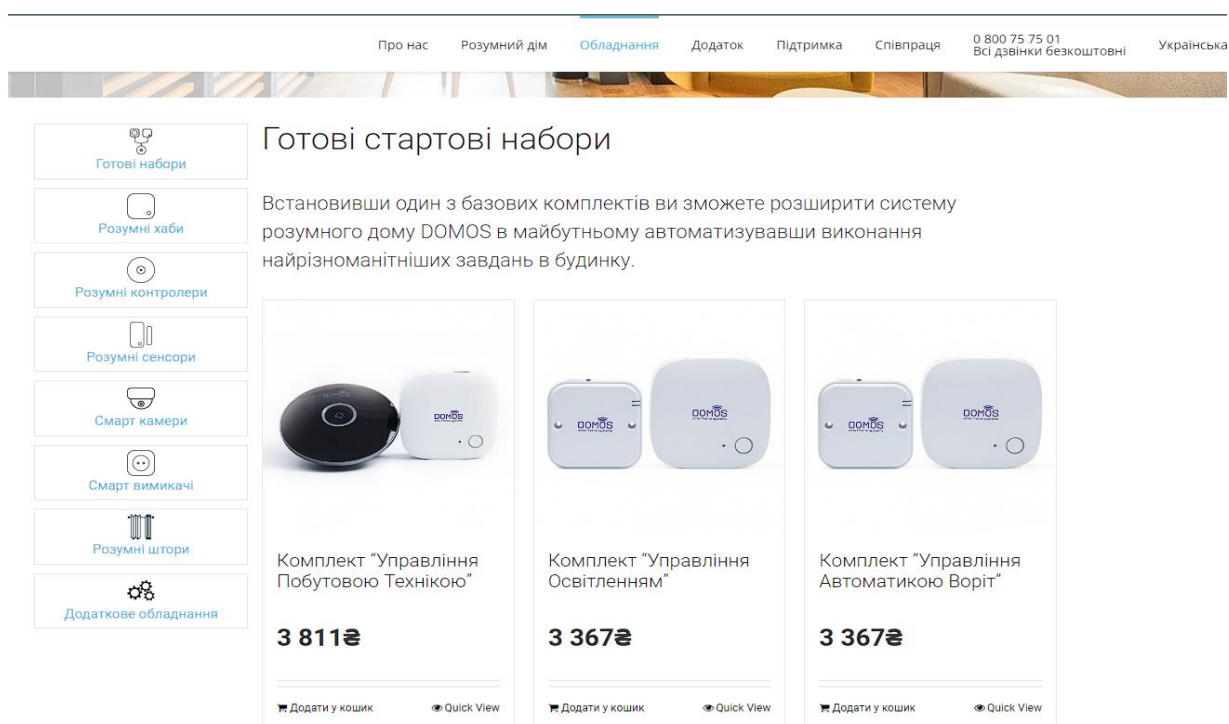 Про нас
Розумний дім
Обладнання
Додаток
Підтримка
Співпраця
0 800 75 75 01
Всі дзвінки безкоштовні
Українська
Готові набори
Розумні хаби
Розумні контролери
Розумні сенсори
Смарт камери
Смарт вимикачі
Розумні штори
Додаткове обладнання
Готові стартові набори
Встановивши один з базових комплектів ви зможете розширити систему
розумного дому DOMOS в майбутньому автоматизувавши виконання
найрізноманітніших завдань в будинку.
DOMOS
DOMOS
DOMOS
DOMOS
DOMOS
Комплект “Управління
Побутовою Технікою”
3 811₴
Додати у кошик
Quick View
Комплект “Управління
Освітленням”
3 367₴
Додати у кошик
Quick View
Комплект “Управління
Автоматикою Воріт”
3 367₴
Додати у кошик
Quick View